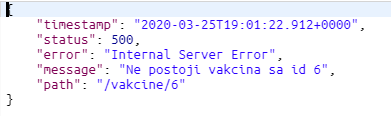 {
"timestamp": "2020-03-25T19:01:22.912+0000",
"status": 500,
"error": "Internal Server Error",
"message": "Ne postoji vakcina sa id 6",
"path": "/vakcine/6"
}